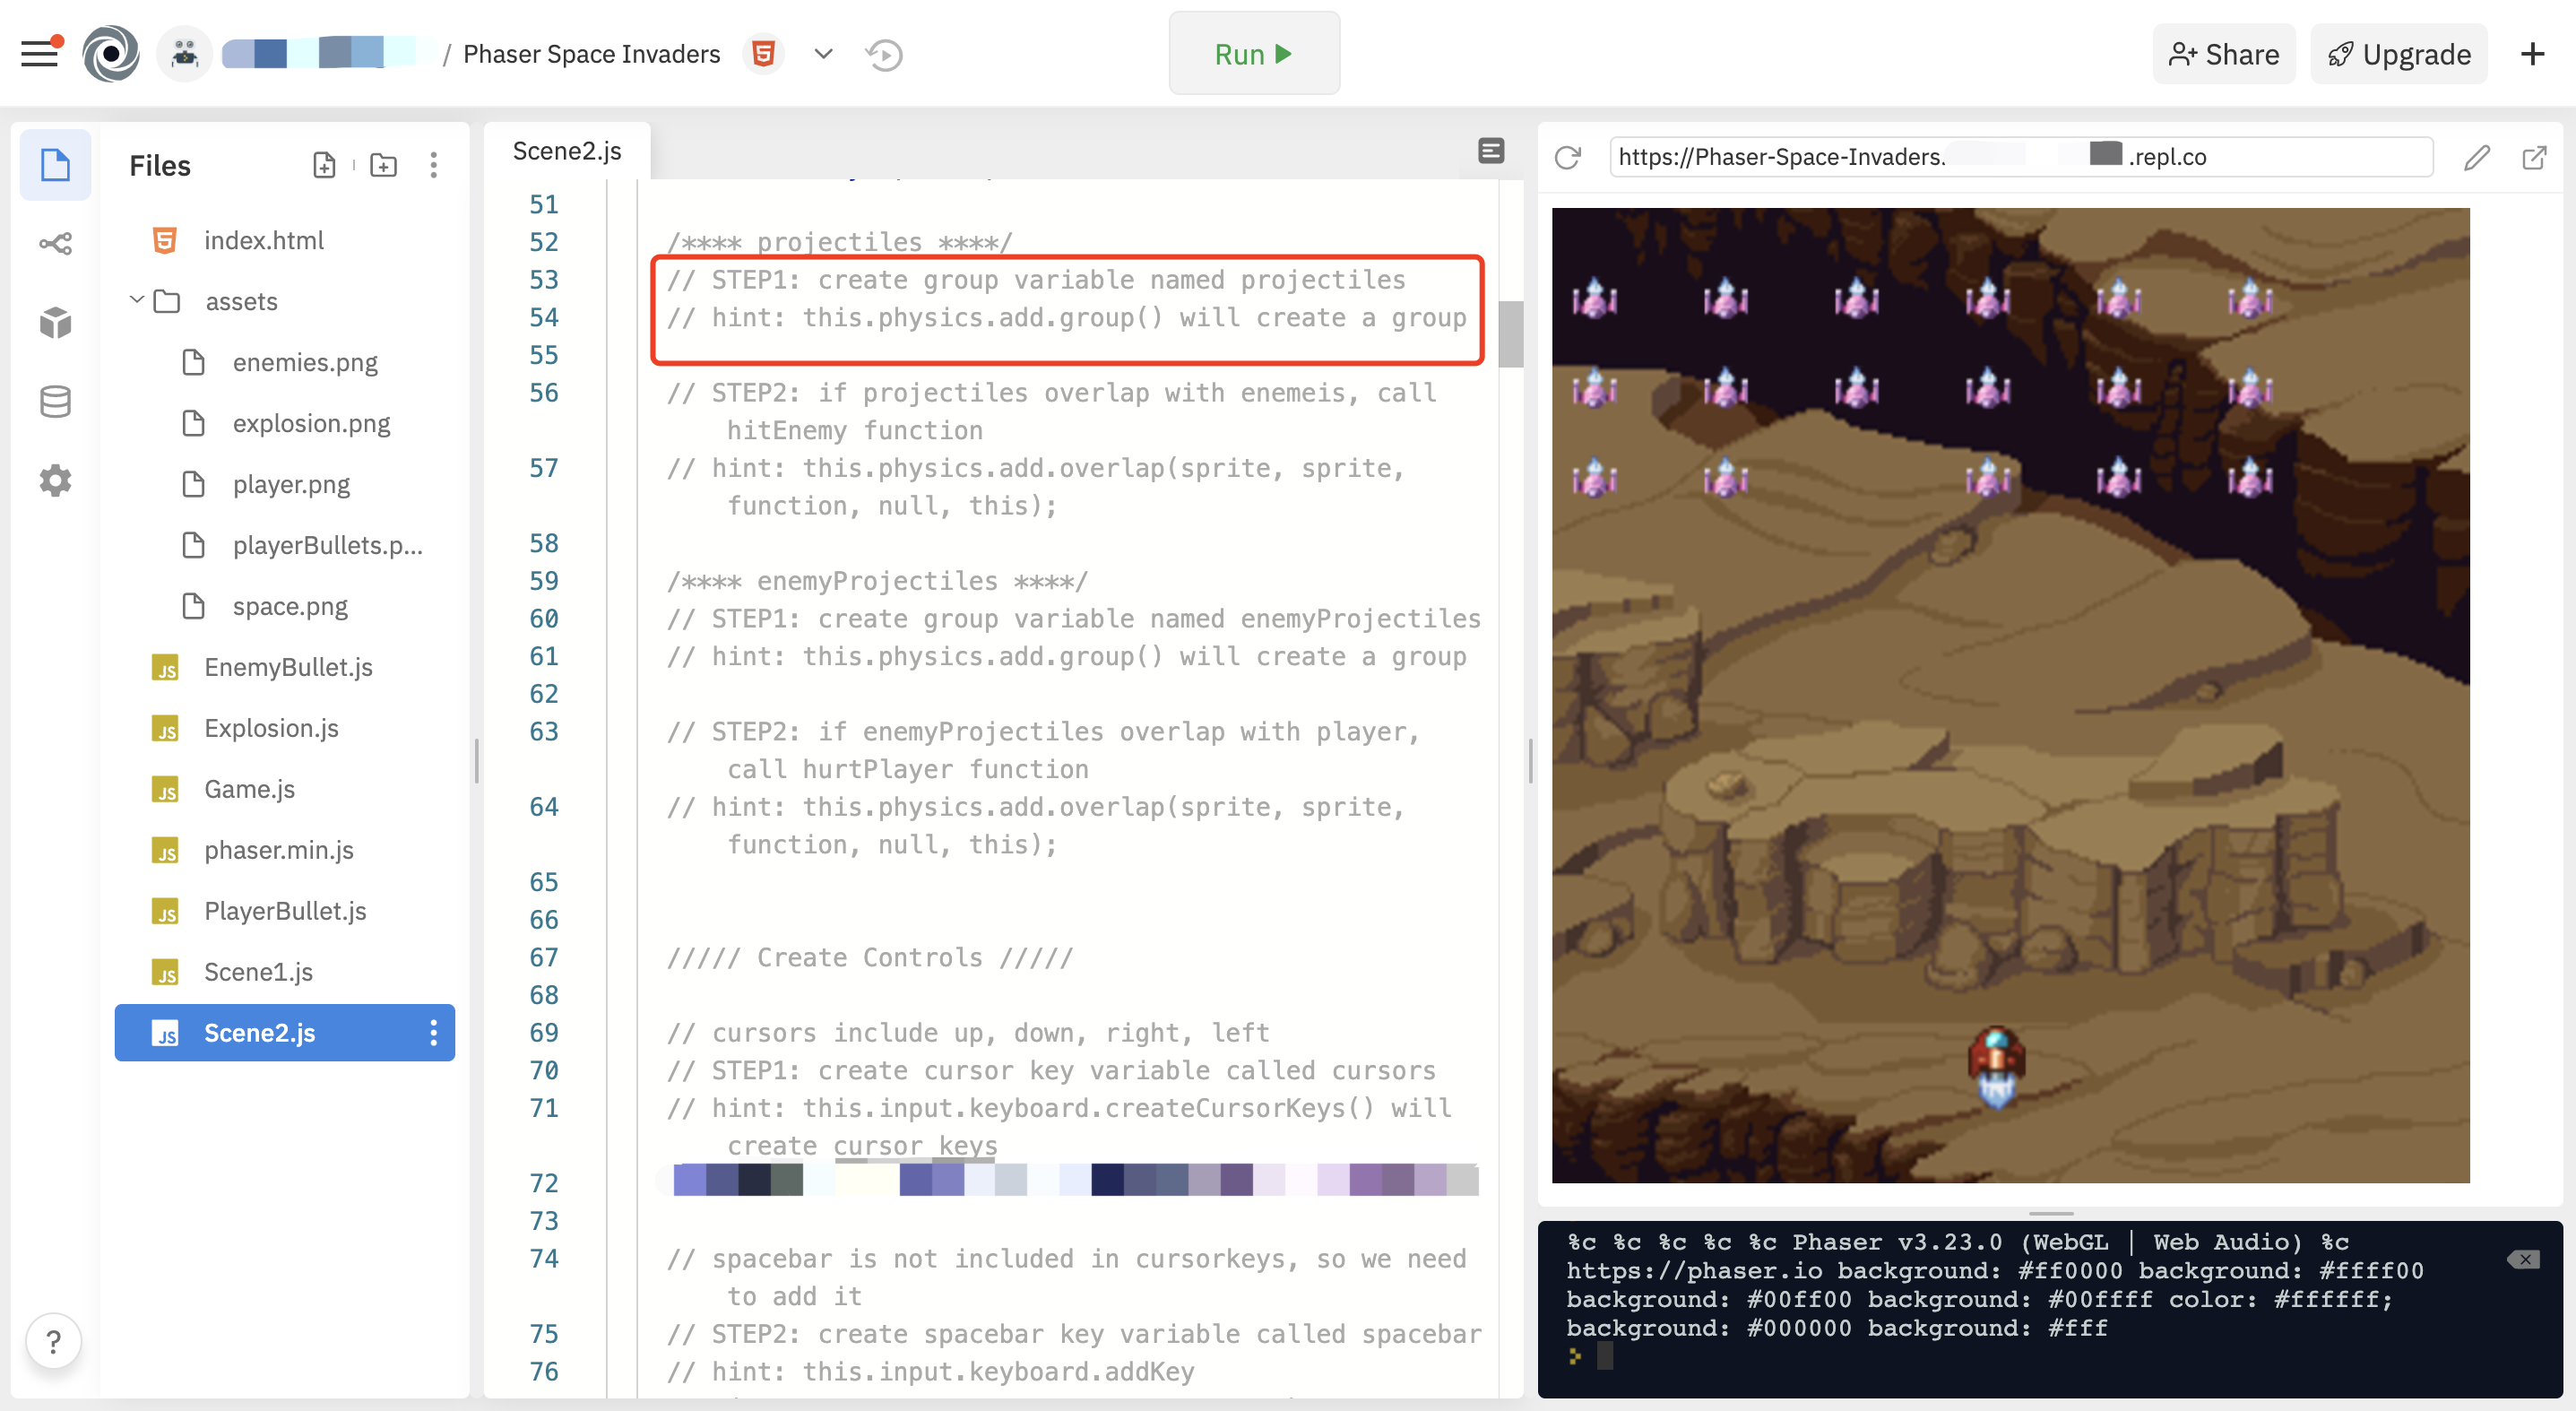 / Phaser Space Invaders
Run
Share
Upgrade
Files
index.html
assets
enemies.png
explosion.png
player.png
playerBullets.p...
space.png
EnemyBullet.js
Explosion.js
Game.js
phaser.min.js
PlayerBullet.js
Scene1.js
Scene2.js
?
Scene2.js
51
52 /**** projectiles ****/
53 // STEP1: create group variable named projectiles
54 // hint: this.physics.add.group() will create a group
55
56 // STEP2: if projectiles overlap with enemeis, call
hitEnemy function
57 // hint: this.physics.add.overlap(sprite, sprite,
function, null, this);
58
59 /**** enemyProjectiles ****/
60 // STEP1: create group variable named enemyProjectiles
61 // hint: this.physics.add.group() will create a group
62
63 // STEP2: if enemyProjectiles overlap with player,
call hurtPlayer function
64 // hint: this.physics.add.overlap(sprite, sprite,
function, null, this);
65
66
67 ///// Create Controls /////
68
69 // cursors include up, down, right, left
70 // STEP1: create cursor key variable called cursors
71 // hint: this.input.keyboard.createCursorKeys() will
create cursor keys
72
73
74 // spacebar is not included in cursorkeys, so we need
to add it
75 // STEP2: create spacebar key variable called spacebar
76 // hint: this.input.keyboard.addKey
https://Phaser-Space-Invaders. .repl.co
%c %c %c %c %c Phaser v3.23.0 (WebGL | Web Audio) %c
https://phaser.io background: #ff0000 background: #ffff00
background: #00ff00 background: #00ffff color: #ffffff;
background: #000000 background: #fff